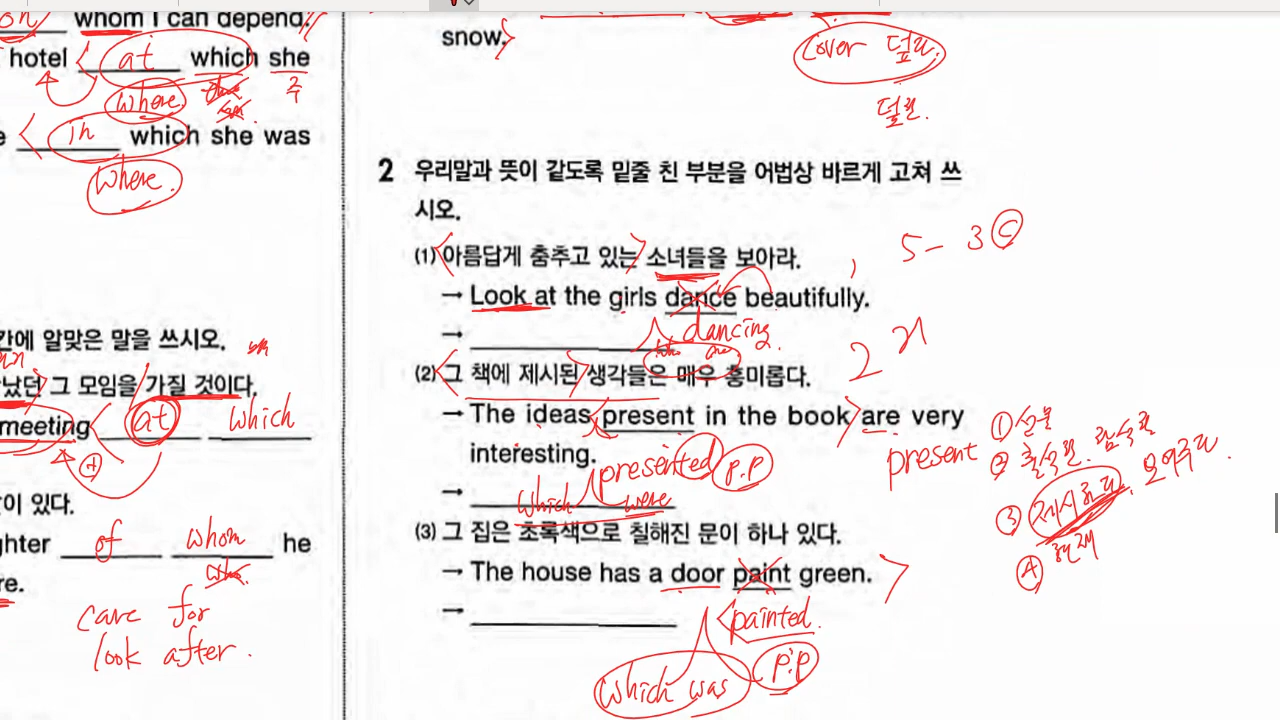 on whom I can depend.
hotel at which she
where 주
in which she was
where
간에 알맞은 말을 쓰시오.
났던 그 모임을 가질 것이다.
meeting at which
이 있다.
ghter of whom he
who
re.
care for
look after.
snow.
cover 덮다.
덮인.
2 우리말과 뜻이 같도록 밑줄 친 부분을 어법상 바르게 고쳐 쓰
시오.
5 - 3 ©
(1) 아름답게 춤추고 있는 소녀들을 보아라.
→ Look at the girls dance beautifully.
→ dancing.
who are
(2) 그 책에 제시된 생각들은 매우 흥미롭다.
→ The ideas present in the book are very
interesting.
→ presented p.p
which were
present ① 선물
②
③ 제시하다, 보여주다.
④ 현재
(3) 그 집은 초록색으로 칠해진 문이 하나 있다.
→ The house has a door paint green.
→ painted.
which was p.p